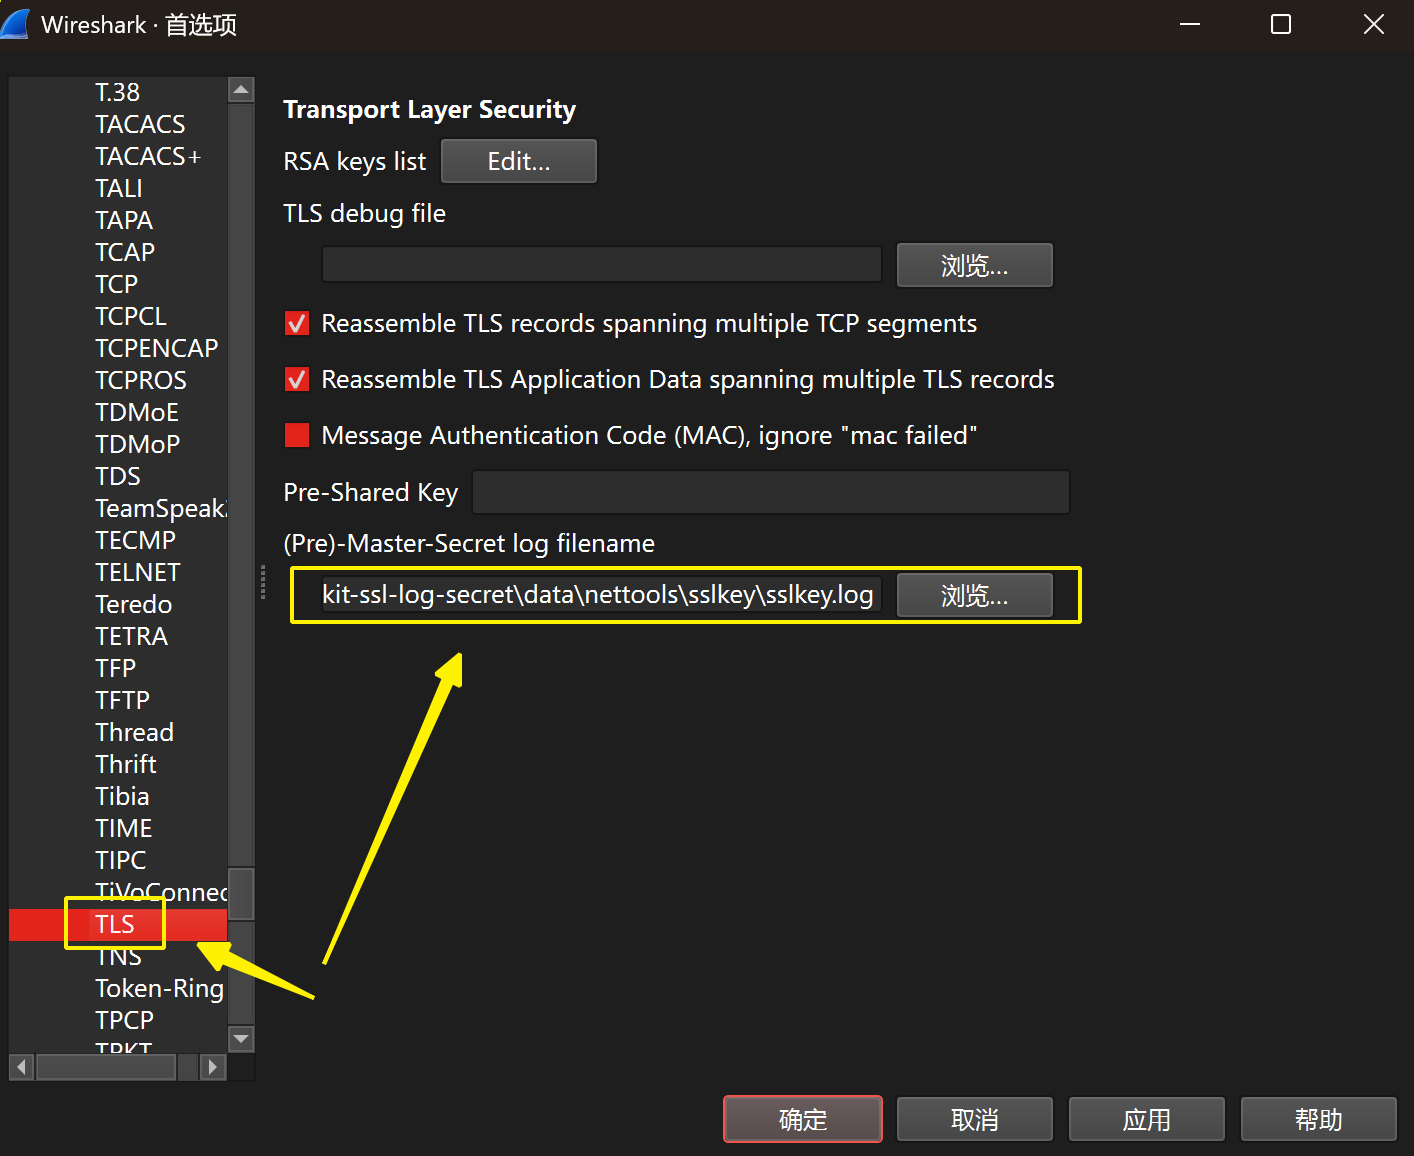 Wireshark · 首选项
T.38
TACACS
TACACS+
TALI
TAPA
TCAP
TCP
TCPCL
TCPENCAP
TCPROS
TDMoE
TDMoP
TDS
TeamSpeak
TECMP
TELNET
Teredo
TETRA
TFP
TFTP
Thread
Thrift
Tibia
TIME
TIPC
TiVoConnec
TLS
TNS
Token-Ring
TPCP
TPKT
Transport Layer Security
RSA keys list Edit...
TLS debug file
浏览...
Reassemble TLS records spanning multiple TCP segments
Reassemble TLS Application Data spanning multiple TLS records
Message Authentication Code (MAC), ignore "mac failed"
Pre-Shared Key
(Pre)-Master-Secret log filename
kit-ssl-log-secret\data\nettools\sslkey\sslkey.log 浏览...
确定 取消 应用 帮助